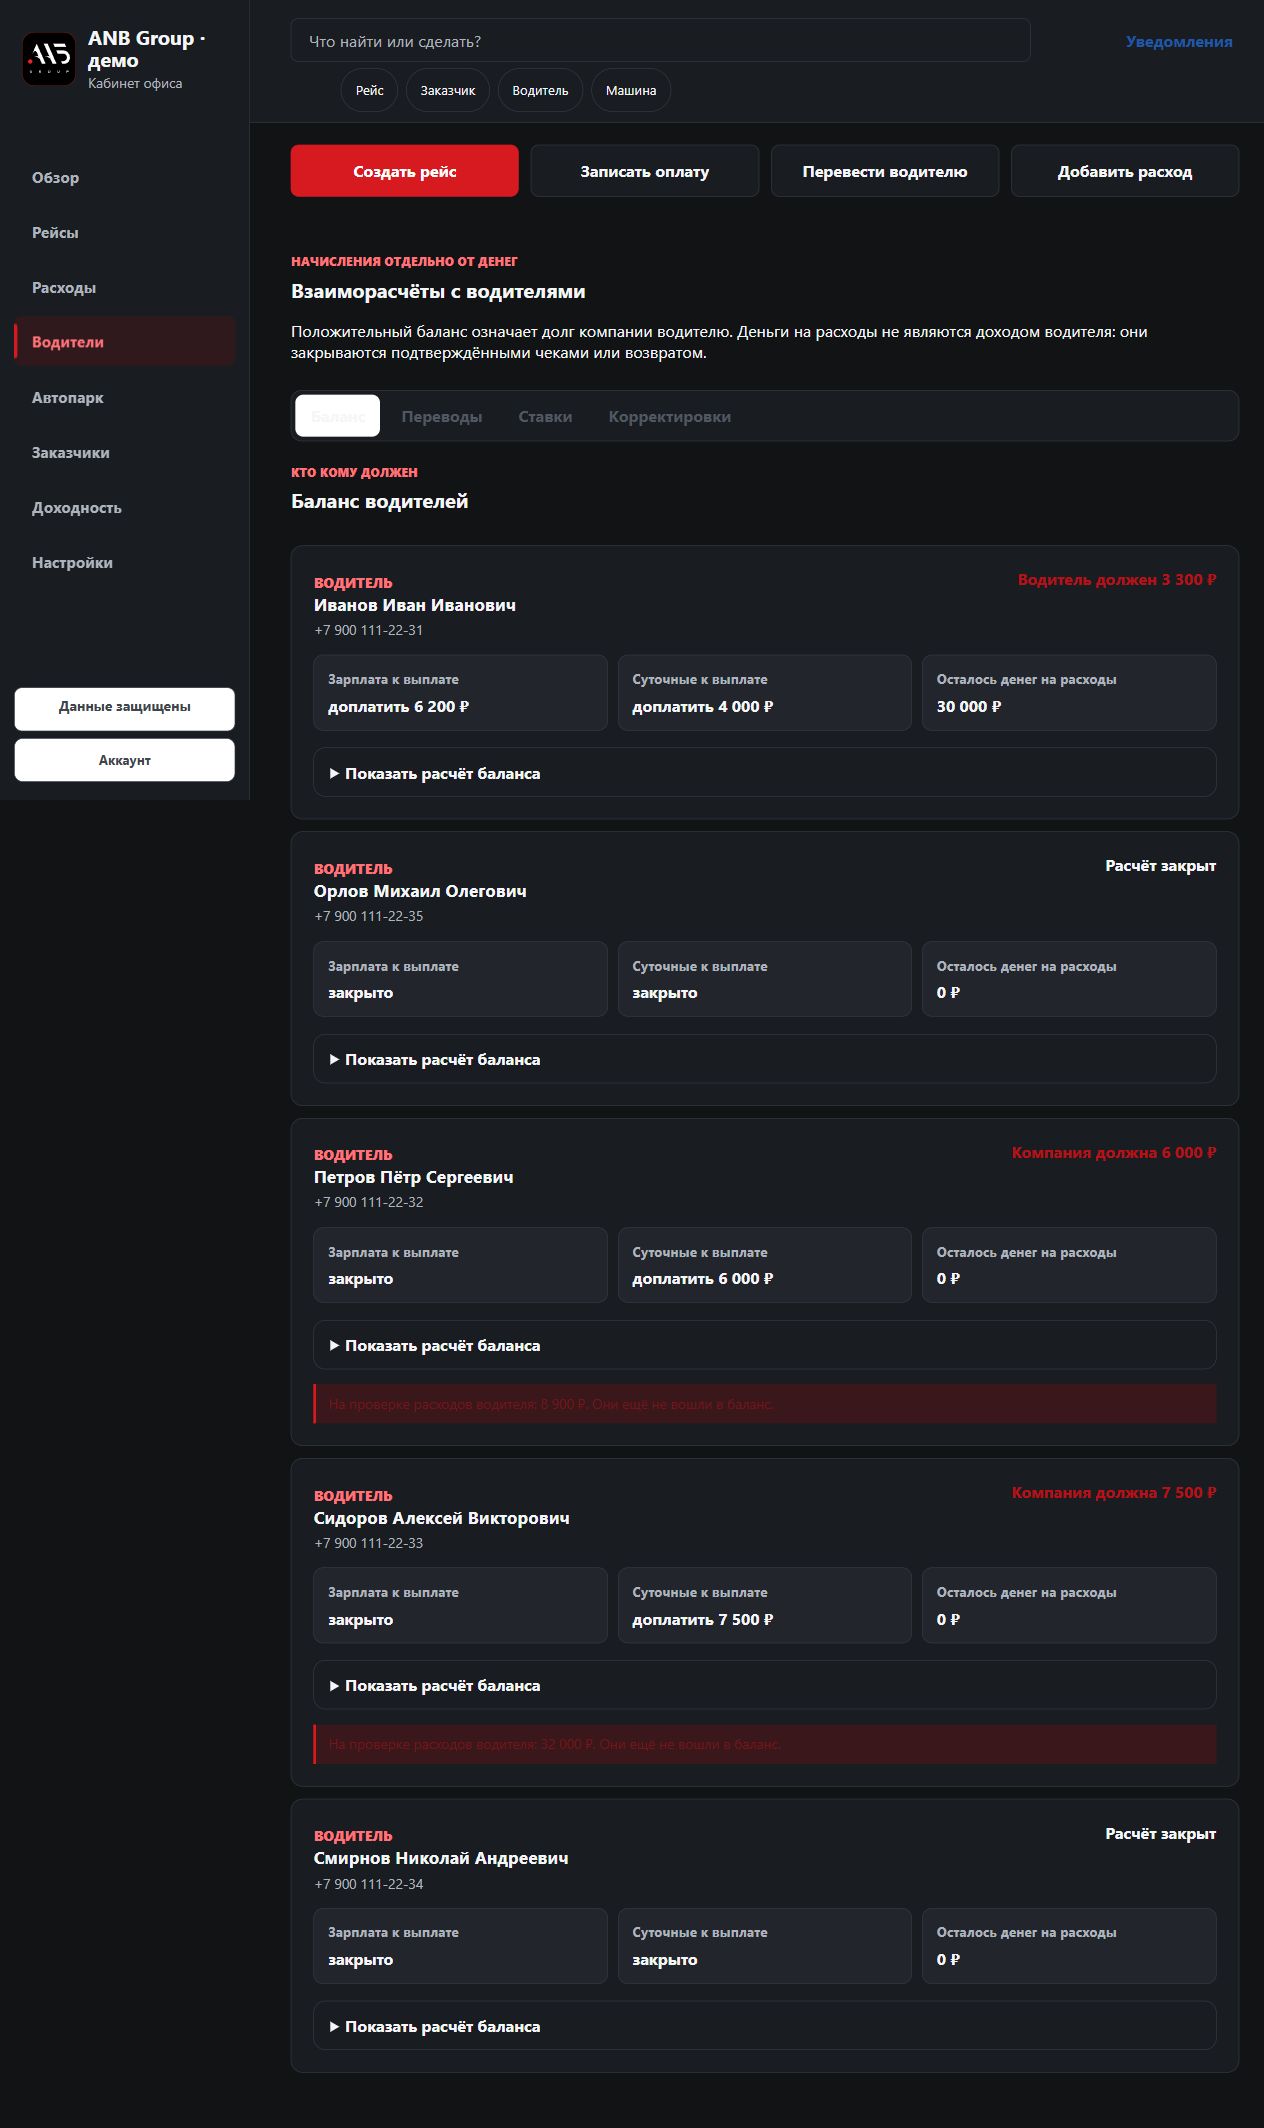 ANB Group ·
демо
Кабинет офиса
ANB
GROUP
Что найти или сделать?
Уведомления
Рейс
Заказчик
Водитель
Машина
Обзор
Рейсы
Расходы
Водители
Автопарк
Заказчики
Доходность
Настройки
Данные защищены
Аккаунт
Создать рейс
Записать оплату
Перевести водителю
Добавить расход
НАЧИСЛЕНИЯ ОТДЕЛЬНО ОТ ДЕНЕГ
Взаиморасчёты с водителями
Положительный баланс означает долг компании водителю. Деньги на расходы не являются доходом водителя: они
закрываются подтверждёнными чеками или возвратом.
Баланс
Переводы
Ставки
Корректировки
КТО КОМУ ДОЛЖЕН
Баланс водителей
ВОДИТЕЛЬ
Водитель должен 3 300 ₽
Иванов Иван Иванович
+7 900 111-22-31
Зарплата к выплате
Суточные к выплате
Осталось денег на расходы
доплатить 6 200 ₽
доплатить 4 000 ₽
30 000 ₽
▶ Показать расчёт баланса
ВОДИТЕЛЬ
Расчёт закрыт
Орлов Михаил Олегович
+7 900 111-22-35
Зарплата к выплате
Суточные к выплате
Осталось денег на расходы
закрыто
закрыто
0 ₽
▶ Показать расчёт баланса
ВОДИТЕЛЬ
Компания должна 6 000 ₽
Петров Пётр Сергеевич
+7 900 111-22-32
Зарплата к выплате
Суточные к выплате
Осталось денег на расходы
закрыто
доплатить 6 000 ₽
0 ₽
▶ Показать расчёт баланса
На проверке расходов водителя: 8 900 ₽. Они ещё не вошли в баланс.
ВОДИТЕЛЬ
Компания должна 7 500 ₽
Сидоров Алексей Викторович
+7 900 111-22-33
Зарплата к выплате
Суточные к выплате
Осталось денег на расходы
закрыто
доплатить 7 500 ₽
0 ₽
▶ Показать расчёт баланса
На проверке расходов водителя: 32 000 ₽. Они ещё не вошли в баланс.
ВОДИТЕЛЬ
Расчёт закрыт
Смирнов Николай Андреевич
+7 900 111-22-34
Зарплата к выплате
Суточные к выплате
Осталось денег на расходы
закрыто
закрыто
0 ₽
▶ Показать расчёт баланса